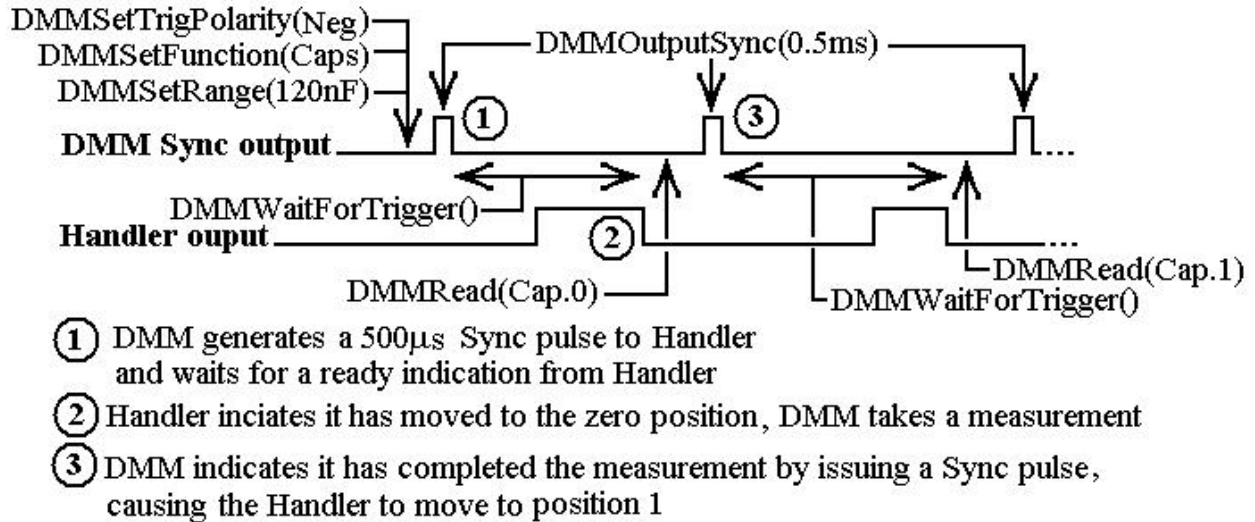 DMMSetTrigPolarity(Neg)
DMMSetFunction(Caps)
DMMSetRange(120nF)
DMMOutputSync(0.5ms)
1
3
DMM Sync output
DMMWaitForTrigger()
Handler ouput
2
DMMRead(Cap.0)
DMMRead(Cap.1)
DMMWaitForTrigger()
1 DMM generates a 500μs Sync pulse to Handler
and waits for a ready indication from Handler
2 Handler inciates it has moved to the zero position, DMM takes a measurement
3 DMM indicates it has completed the measurement by issuing a Sync pulse,
causing the Handler to move to position 1